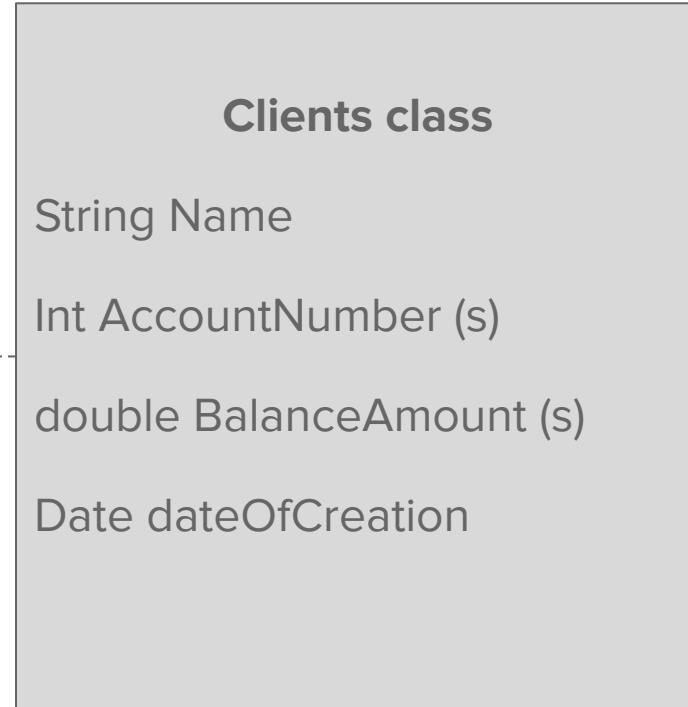 Clients class
String Name
Int AccountNumber (s)
double BalanceAmount (s)
Date dateOfCreation